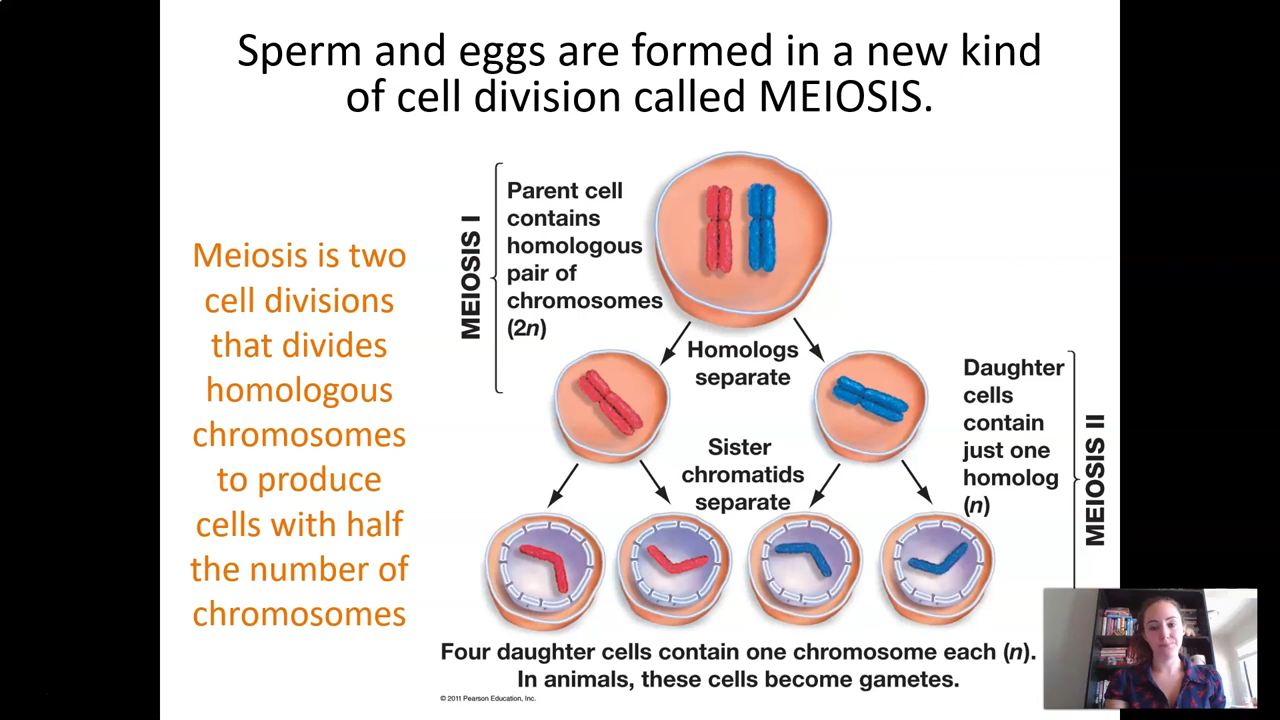 Sperm and eggs are formed in a new kind
of cell division called MEIOSIS.
Meiosis is two
cell divisions
that divides
homologous
chromosomes
to produce
cells with half
the number of
chromosomes
MEIOSIS I
Parent cell
contains
homologous
pair of
chromosomes
(2n)
Homologs
separate
Daughter
cells
contain
just one
homolog
(n)
MEIOSIS II
Sister
chromatids
separate
Four daughter cells contain one chromosome each (n).
In animals, these cells become gametes.
© 2011 Pearson Education, Inc.